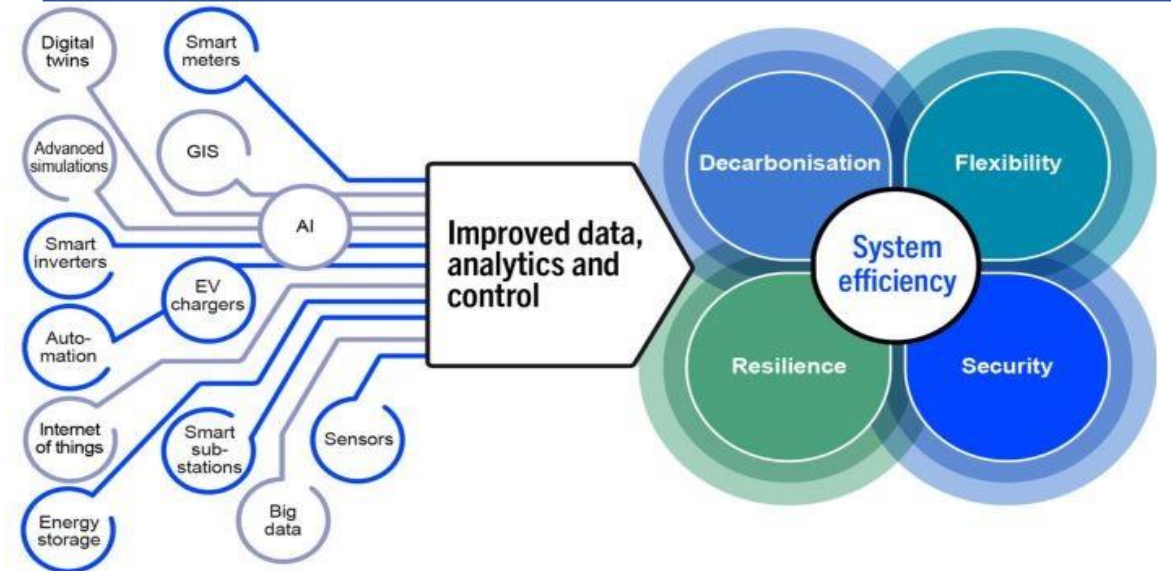 Digital
twins
Smart
meters
Advanced
simulations
GIS
AI
Smart
inverters
EV
chargers
Auto-
mation
Internet
of things
Smart
sub-
stations
Sensors
Energy
storage
Big
data
Improved data,
analytics and
control
Decarbonisation
Flexibility
System
efficiency
Resilience
Security